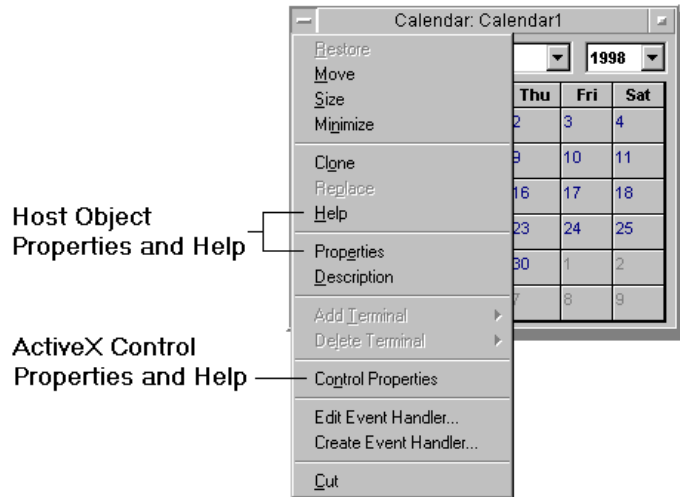 Calendar: Calendar1
Restore
Move
Size
Minimize
Clone
Replace
Help
Properties
Description
Add Terminal
Delete Terminal
Control Properties
Edit Event Handler...
Create Event Handler...
Cut
Host Object
Properties and Help
ActiveX Control
Properties and Help
1998
Thu Fri Sat
2 3 4
9 10 11
16 17 18
23 24 25
30 1 2
7 8 9